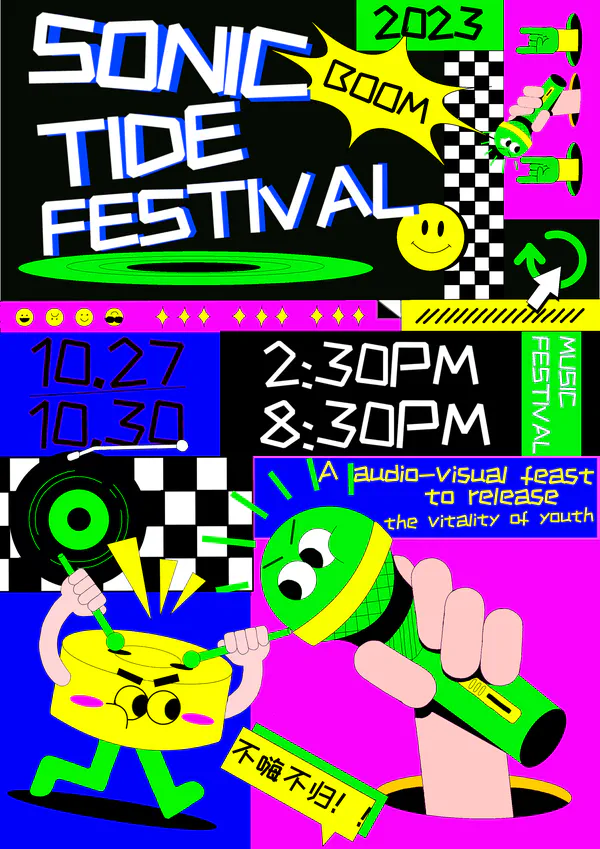 2023
SONIC
BOOM
TIDE
FESTIVAL
10.27
10.30
2:30PM
8:30PM
MUSIC
FESTIVAL
A audio-visual feast
to release
the vitality of youth
不嗨不归！！